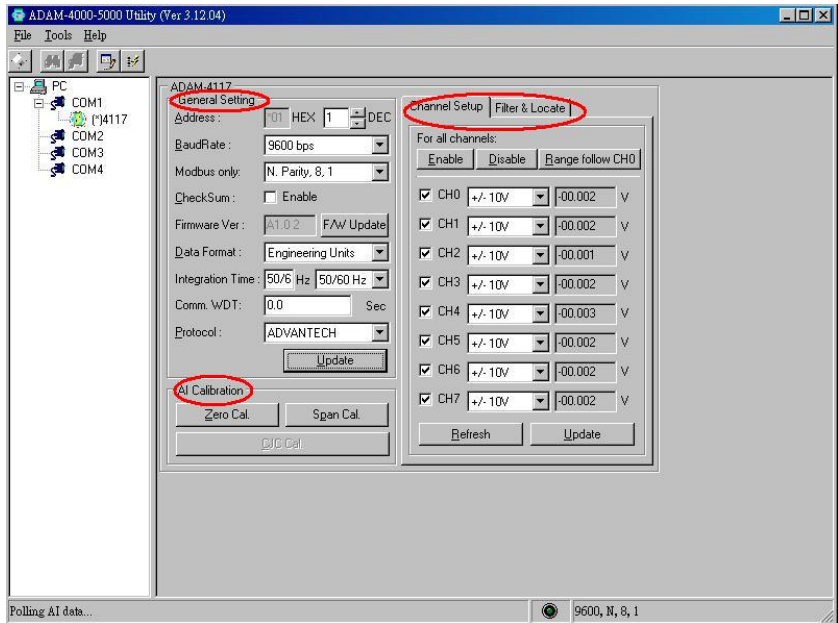 ADAM-4000-5000 Utility (Ver 3.12.04)
File Tools Help
PC
COM1
(*)4117
COM2
COM3
COM4
ADAM-4117
General Setting
Address : *01 HEX 1 DEC
BaudRate : 9600 bps
Modbus only: N. Parity, 8, 1
CheckSum : Enable
Firmware Ver : A1.0 2 F/W Update
Data Format : Engineering Units
Integration Time : 50/6 Hz 50/60 Hz
Comm. WDT: 0.0 Sec
Protocol : ADVANTECH
Update
AI Calibration
Zero Cal. Span Cal.
CJC Cal.
Channel Setup Filter & Locate
For all channels:
Enable Disable Range follow CH0
CH0 +/- 10V -00.002 V
CH1 +/- 10V -00.002 V
CH2 +/- 10V -00.001 V
CH3 +/- 10V -00.002 V
CH4 +/- 10V -00.003 V
CH5 +/- 10V -00.002 V
CH6 +/- 10V -00.002 V
CH7 +/- 10V -00.002 V
Refresh Update
Polling AI data...
9600, N, 8, 1